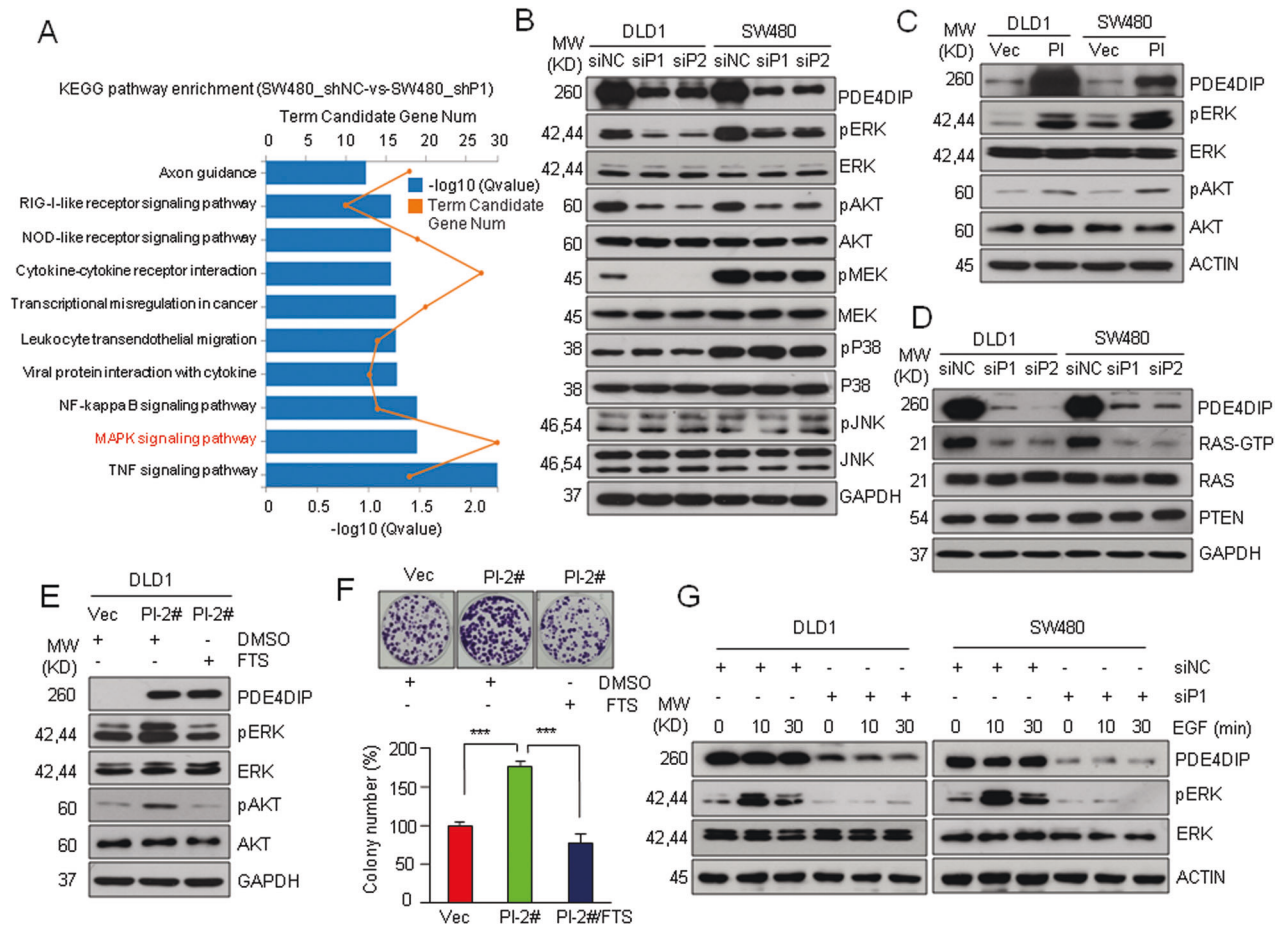 A
KEGG pathway enrichment (SW480_shNC-vs-SW480_shP1)
Term Candidate Gene Num
0 5 10 15 20 25 30
Axon guidance
RIG-I-like receptor signaling pathway
NOD-like receptor signaling pathway
Cytokine-cytokine receptor interaction
Transcriptional misregulation in cancer
Leukocyte transendothelial migration
Viral protein interaction with cytokine
NF-kappa B signaling pathway
MAPK signaling pathway
TNF signaling pathway
-log10 (Qvalue)
Term Candidate
Gene Num
0 0.5 1.0 1.5 2.0
-log10 (Qvalue)
B
DLD1 SW480
MW
(KD)
siNC siP1 siP2 siNC siP1 siP2
260 PDE4DIP
42,44 pERK
42,44 ERK
60 pAKT
60 AKT
45 pMEK
45 MEK
38 pP38
38 P38
46,54 pJNK
46,54 JNK
37 GAPDH
C
DLD1 SW480
MW
(KD)
Vec PI Vec PI
260 PDE4DIP
42,44 pERK
42,44 ERK
60 pAKT
60 AKT
45 ACTIN
D
DLD1 SW480
MW
(KD)
siNC siP1 siP2 siNC siP1 siP2
260 PDE4DIP
21 RAS-GTP
21 RAS
54 PTEN
37 GAPDH
E
DLD1
Vec PI-2# PI-2#
+ + - DMSO
- - + FTS
MW
(KD)
260 PDE4DIP
42,44 pERK
42,44 ERK
60 pAKT
60 AKT
37 GAPDH
F
Vec PI-2# PI-2#
+ + - DMSO
- - + FTS
Colony number (%)
200
150
100
50
0
*** ***
Vec PI-2# PI-2#/FTS
G
DLD1 SW480
+ + + - - - + + + - - - siNC
- - - + + + - - - + + + siP1
MW
(KD)
0 10 30 0 10 30 0 10 30 0 10 30 EGF (min)
260 PDE4DIP
42,44 pERK
42,44 ERK
45 ACTIN